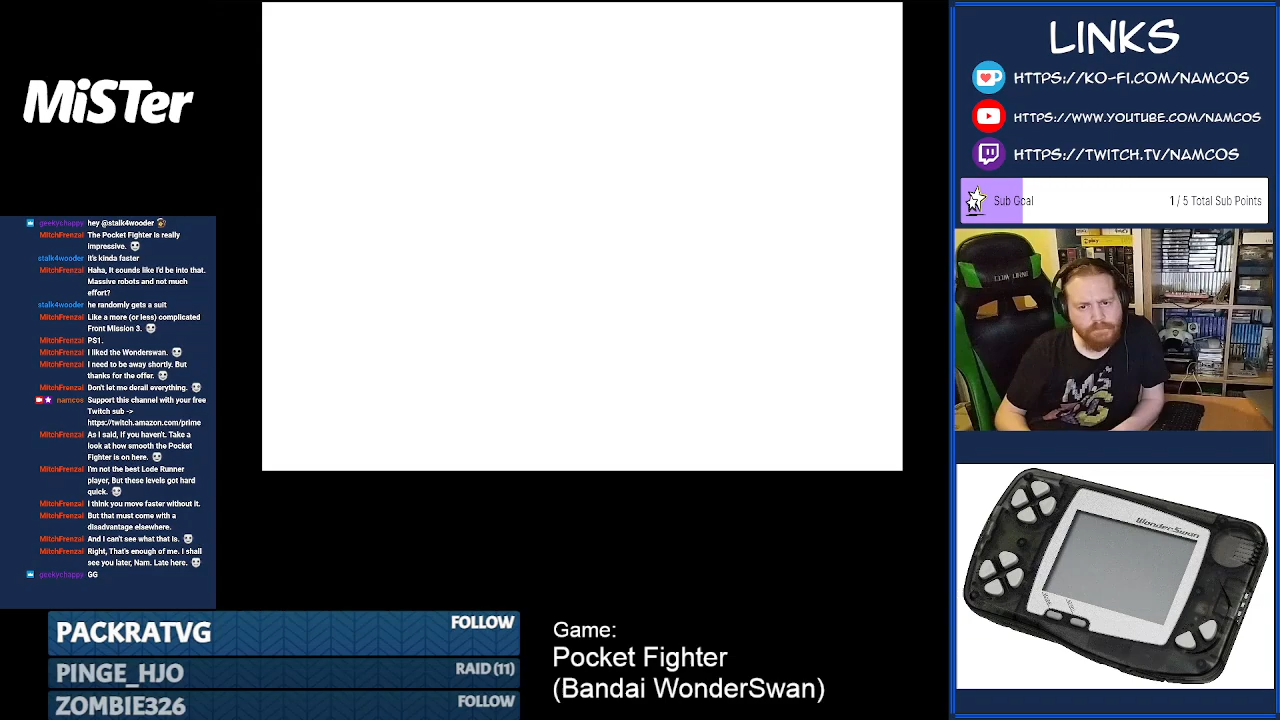 MiSTer
geekyc.happy hey @stalk4wooder
MitchFrenzal The Pocket Fighter is really
impressive.
stalk4wooder It's kinda faster
MitchFrenzal Haha, It sounds like I'd be into that.
Massive robots and not much
effort?
stalk4wooder he randomly gets a suit
MitchFrenzal Like a more (or less) complicated
Front Mission 3.
MitchFrenzal PS1.
MitchFrenzal I liked the Wonderswan.
MitchFrenzal I need to be away shortly. But
thanks for the offer.
MitchFrenzal Don't let me derail everything.
namcos Support this channel with your free
Twitch sub ->
https://twitch.amazon.com/prime
MitchFrenzal As I said, If you haven't. Take a
look at how smooth the Pocket
Fighter is on here.
MitchFrenzal I'm not the best Lode Runner
player, But these levels got hard
quick.
MitchFrenzal I think you move faster without it.
MitchFrenzal But that must come with a
disadvantage elsewhere.
MitchFrenzal And I can't see what that is.
MitchFrenzal Right, That's enough of me. I shall
see you later, Nam. Late here.
geekyc.happy GG
PACKRATVG FOLLOW
PINGE_HJO RAID (11)
ZOMBIE326 FOLLOW
Game:
Pocket Fighter
(Bandai WonderSwan)
LINKS
HTTPS://KO-FI.COM/NAMCOS
HTTPS://WWW.YOUTUBE.COM/NAMCOS
HTTPS://TWITCH.TV/NAMCOS
Sub Goal 1 / 5 Total Sub Points
WonderSwan